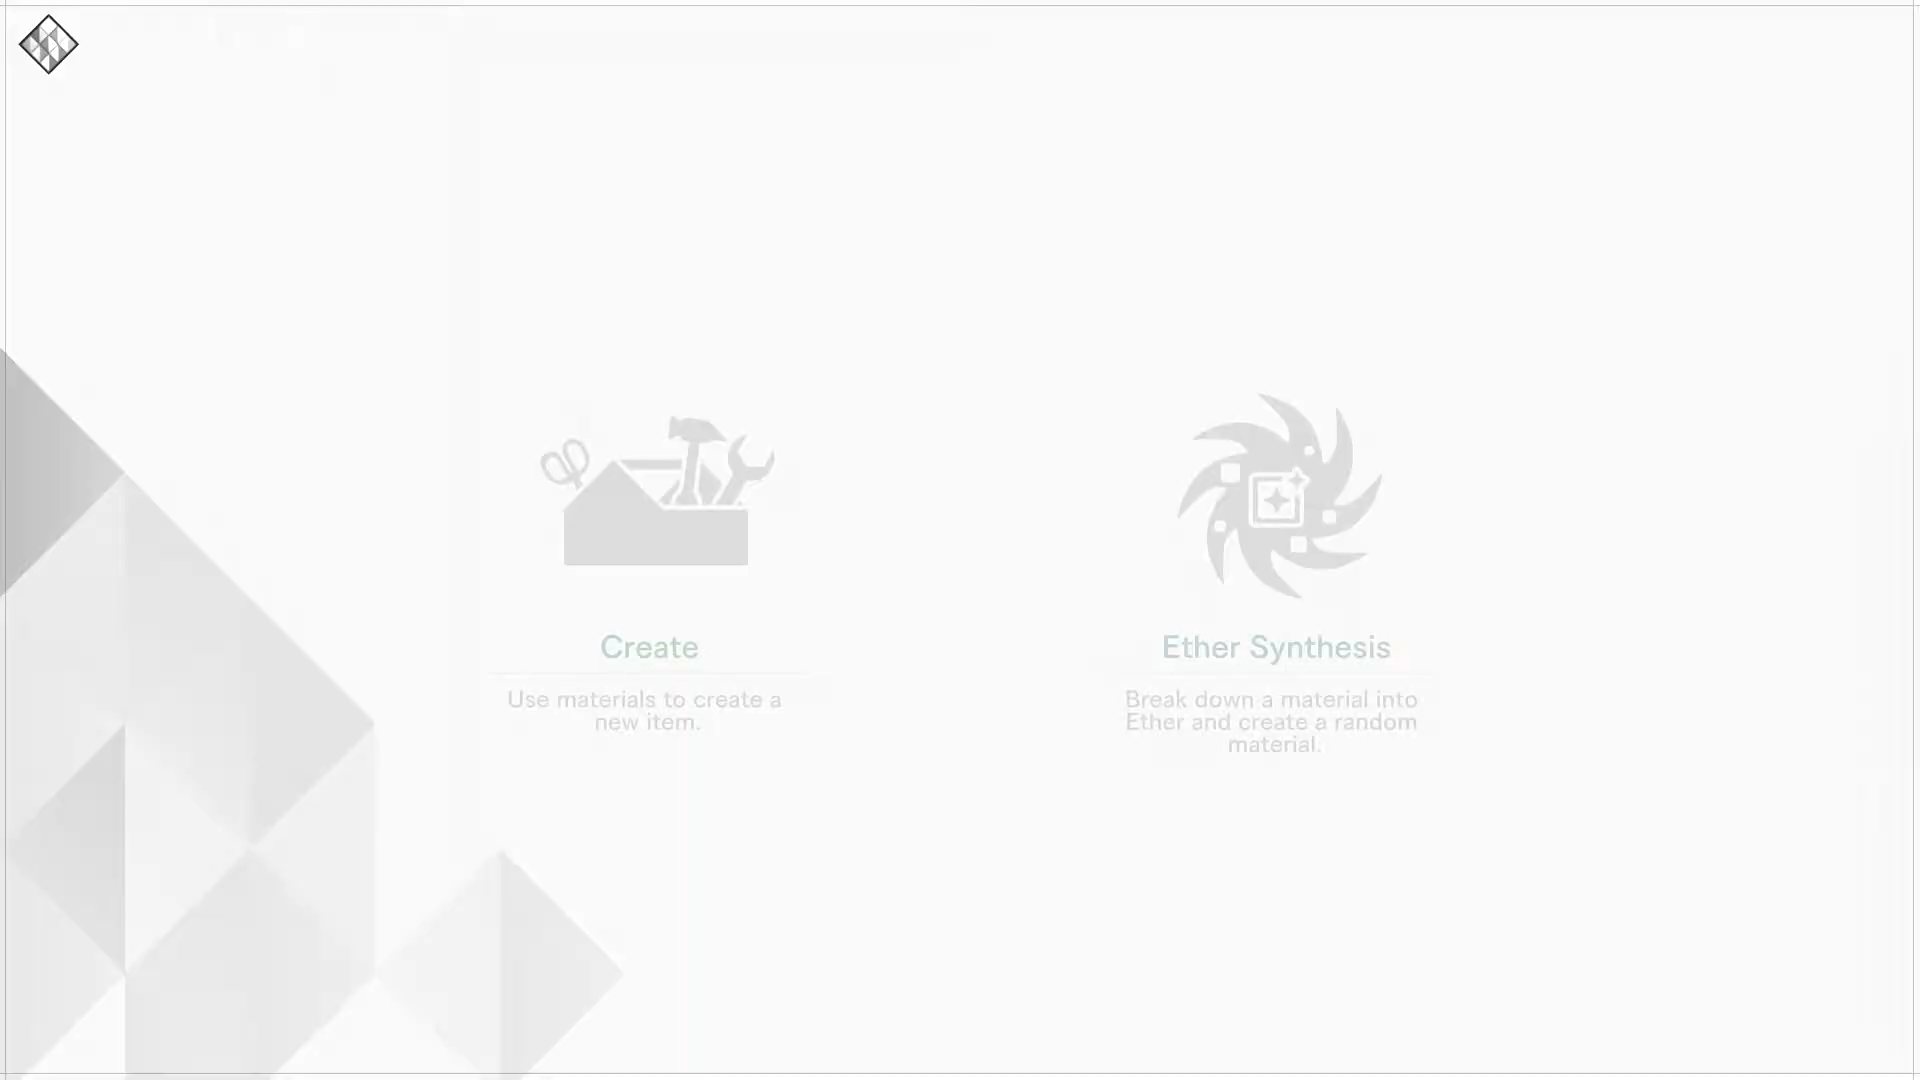 Create
Use materials to create a
new item.
Ether Synthesis
Break down a material into
Ether and create a random
material.